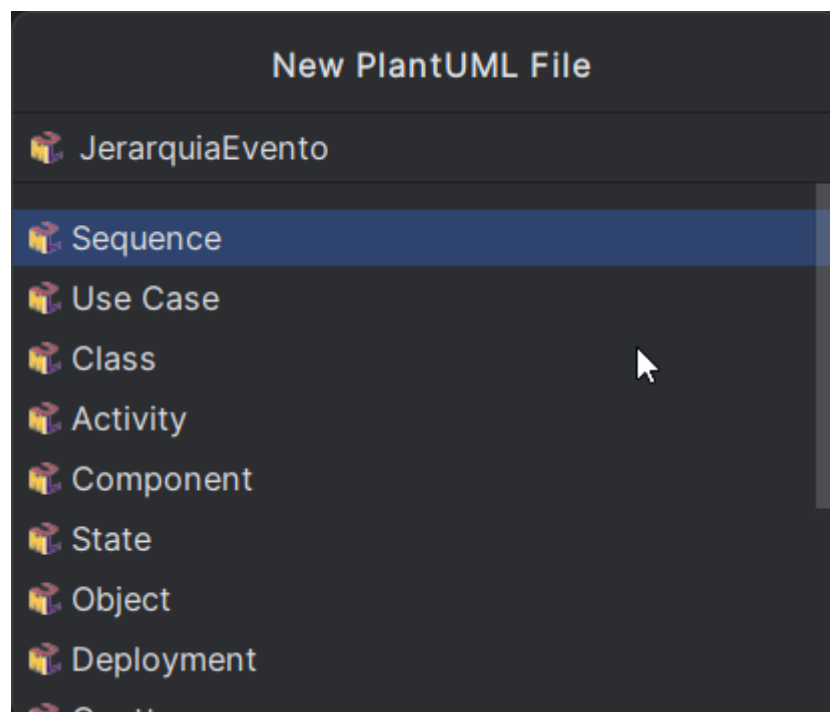 New PlantUML File
JerarquiaEvento
Sequence
Use Case
Class
Activity
Component
State
Object
Deployment